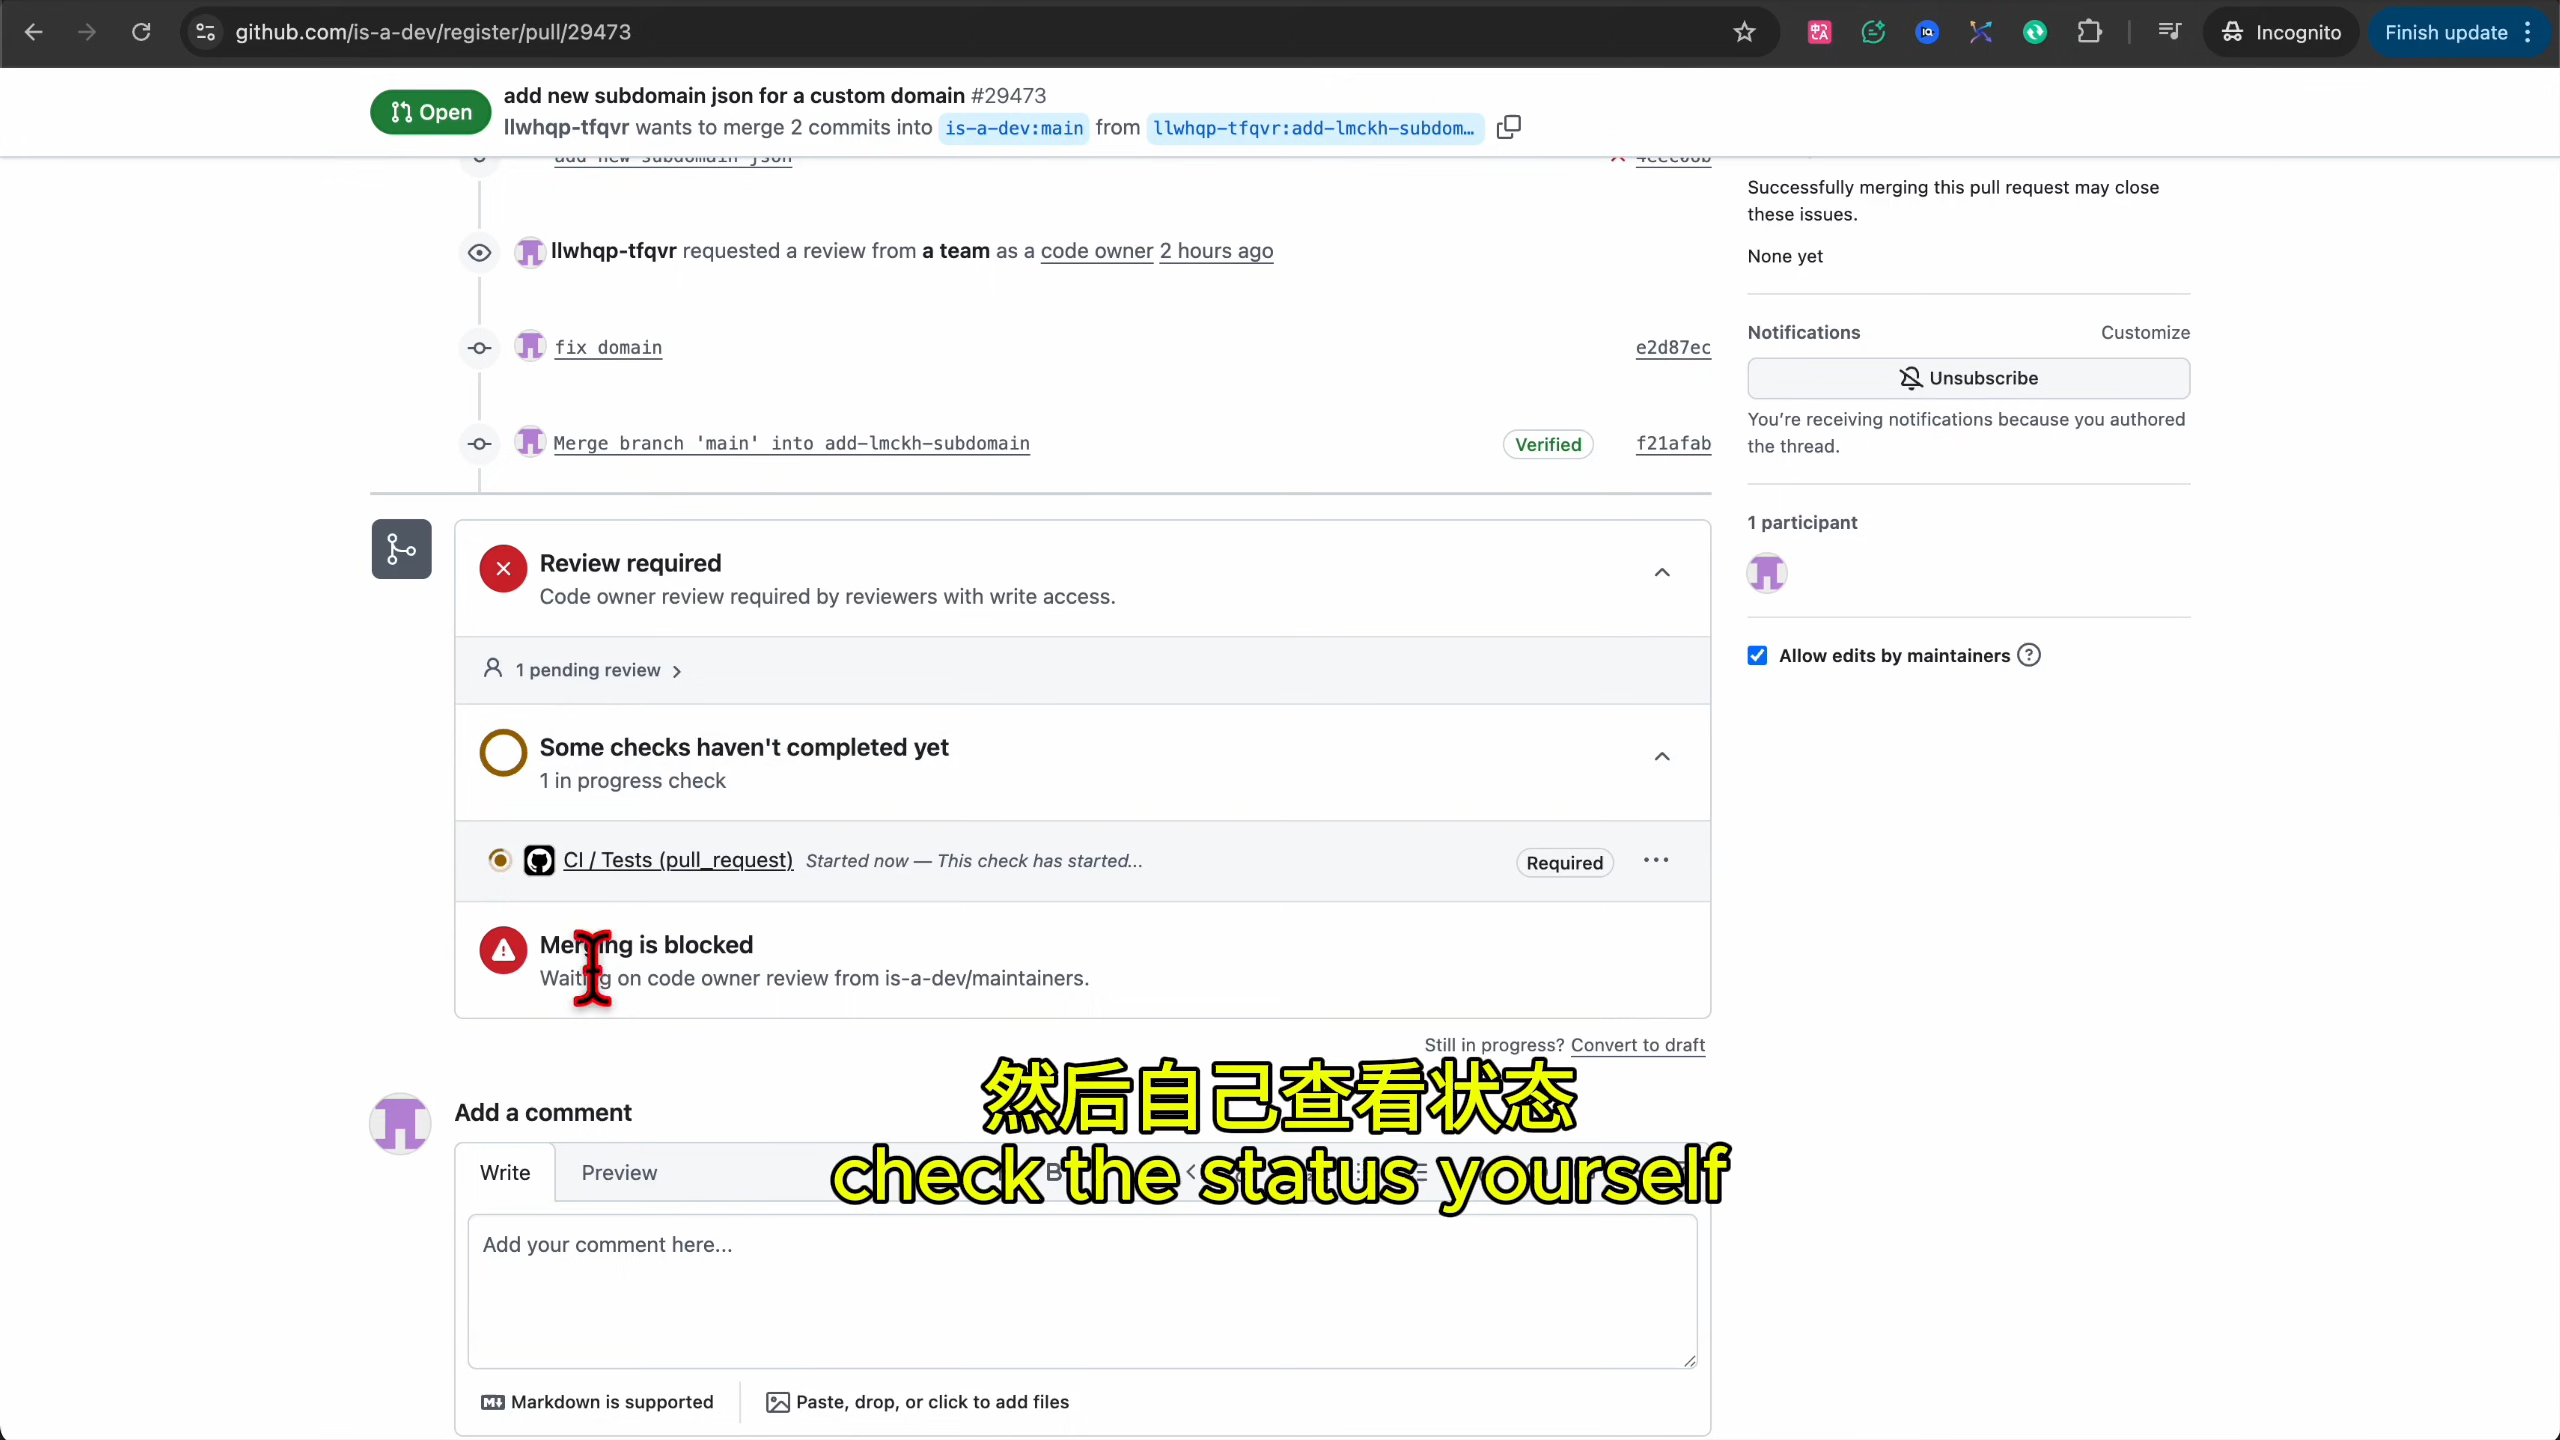 github.com/is-a-dev/register/pull/29473
Incognito
Finish update
Open
add new subdomain json for a custom domain #29473
llwhqp-tfqvr wants to merge 2 commits into is-a-dev:main from llwhqp-tfqvr:add-lmckh-subdom...
add new subdomain json
Successfully merging this pull request may close
these issues.
None yet
llwhqp-tfqvr requested a review from a team as a code owner 2 hours ago
fix domain
e2d87ec
Merge branch 'main' into add-lmckh-subdomain
Verified
f21afab
Notifications
Customize
Unsubscribe
You're receiving notifications because you authored
the thread.
1 participant
Allow edits by maintainers
Review required
Code owner review required by reviewers with write access.
1 pending review
Some checks haven't completed yet
1 in progress check
CI / Tests (pull_request) Started now — This check has started...
Required
Merging is blocked
Waiting on code owner review from is-a-dev/maintainers.
Still in progress? Convert to draft
然后自己查看状态
check the status yourself
Add a comment
Write
Preview
Add your comment here...
Markdown is supported
Paste, drop, or click to add files